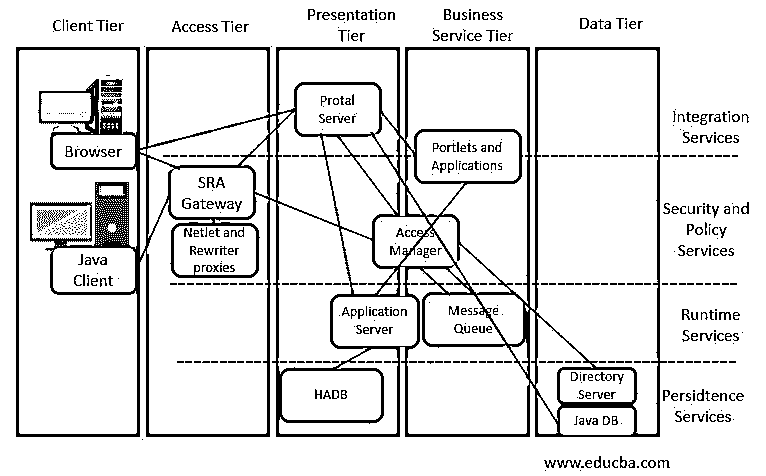 Client Tier
Access Tier
Presentation
Tier
Business
Service Tier
Data Tier
Protal
Server
Integration
Services
Browser
Portlets and
Applications
SRA
Gateway
Security and
Policy
Services
Netlet and
Rewriter
proxies
Access
Manager
Java
Client
Application
Server
Message
Queue
Runtime
Services
HADB
Directory
Server
Java DB
Persidtence
Services
www.educba.com